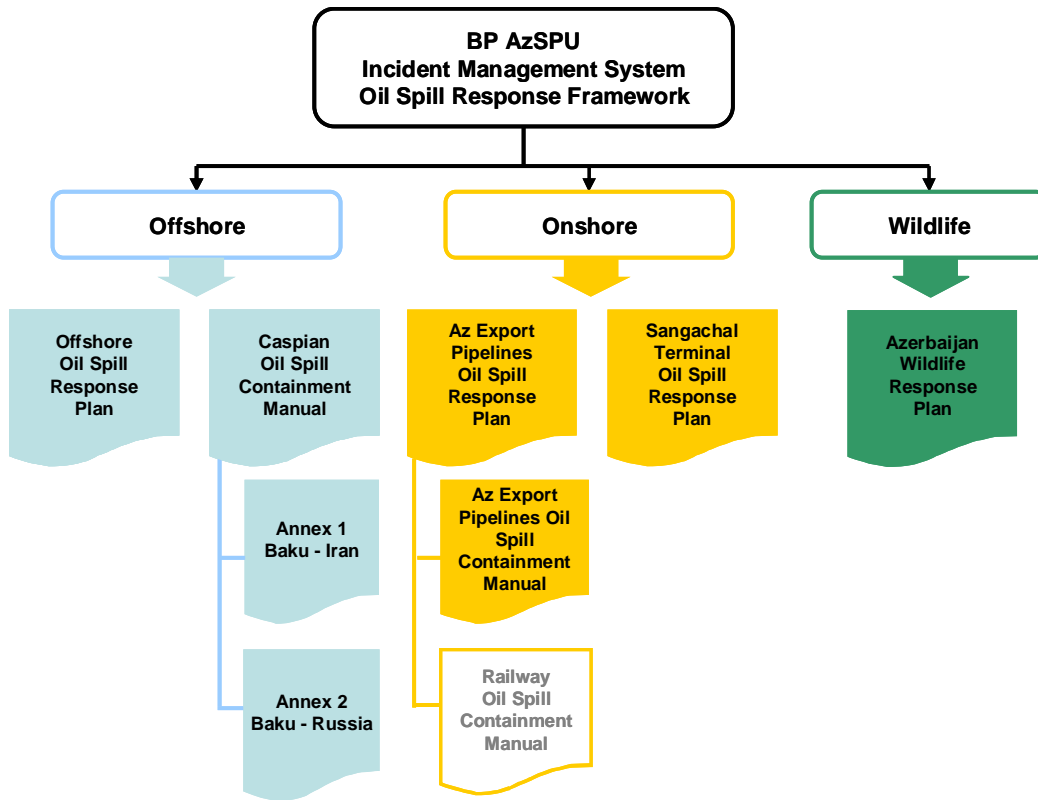 BP AzSPU
Incident Management System
Oil Spill Response Framework
Offshore
Onshore
Wildlife
Offshore
Oil Spill
Response
Plan
Caspian
Oil Spill
Containment
Manual
Az Export
Pipelines
Oil Spill
Response
Plan
Sangachal
Terminal
Oil Spill
Response
Plan
Azerbaijan
Wildlife
Response
Plan
Annex 1
Baku - Iran
Az Export
Pipelines Oil
Spill
Containment
Manual
Annex 2
Baku - Russia
Railway
Oil Spill
Containment
Manual